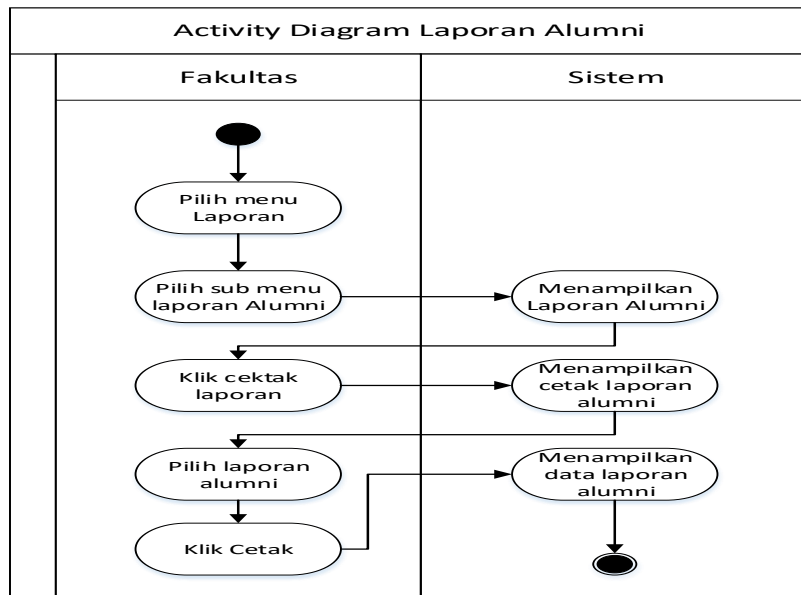 Activity Diagram Laporan Alumni
Fakultas
Sistem
Pilih menu
Laporan
Pilih sub menu
laporan Alumni
Menampilkan
Laporan Alumni
Klik cektak
laporan
Menampilkan
cetak laporan
alumni
Pilih laporan
alumni
Klik Cetak
Menampilkan
data laporan
alumni